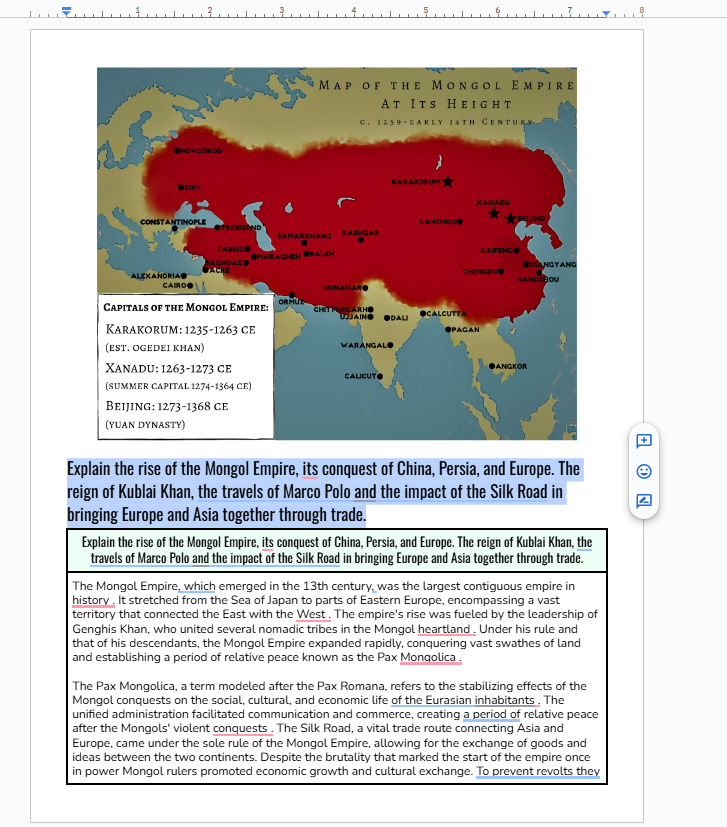 1 2 3 4 5 6 7 8
MAP OF THE MONGOL EMPIRE
AT ITS HEIGHT
C. 1259-EARLY 14TH CENTURY
NOVGOROD
KIEV
KARAKORUM
XANADU
BEIJING
CONSTANTINOPLE
TREBIZOND
LANZHOU
SAMARKHAND
KASHGAR
TABRIZ
MARAGHEH
BALKH
KAIFENG
BAGHDAD
ACRE
CHENGDU
XIANGYANG
HANGZHOU
ALEXANDRIA
CAIRO
SRINAGAR
ORMUZ
CHITTORGARH
UJJAIN
DALI
CALCUTTA
PAGAN
WARANGAL
CALICUT
ANGKOR
CAPITALS OF THE MONGOL EMPIRE:
KARAKORUM: 1235-1263 CE
(EST. OGEDEI KHAN)
XANADU: 1263-1273 CE
(SUMMER CAPITAL 1274-1364 CE)
BEIJING: 1273-1368 CE
(YUAN DYNASTY)
Explain the rise of the Mongol Empire, its conquest of China, Persia, and Europe. The
reign of Kublai Khan, the travels of Marco Polo and the impact of the Silk Road in
bringing Europe and Asia together through trade.
Explain the rise of the Mongol Empire, its conquest of China, Persia, and Europe. The reign of Kublai Khan, the
travels of Marco Polo and the impact of the Silk Road in bringing Europe and Asia together through trade.
The Mongol Empire, which emerged in the 13th century, was the largest contiguous empire in
history . It stretched from the Sea of Japan to parts of Eastern Europe, encompassing a vast
territory that connected the East with the West . The empire's rise was fueled by the leadership of
Genghis Khan, who united several nomadic tribes in the Mongol heartland . Under his rule and
that of his descendants, the Mongol Empire expanded rapidly, conquering vast swathes of land
and establishing a period of relative peace known as the Pax Mongolica .
The Pax Mongolica, a term modeled after the Pax Romana, refers to the stabilizing effects of the
Mongol conquests on the social, cultural, and economic life of the Eurasian inhabitants . The
unified administration facilitated communication and commerce, creating a period of relative peace
after the Mongols' violent conquests . The Silk Road, a vital trade route connecting Asia and
Europe, came under the sole rule of the Mongol Empire, allowing for the exchange of goods and
ideas between the two continents. Despite the brutality that marked the start of the empire once
in power Mongol rulers promoted economic growth and cultural exchange. To prevent revolts they